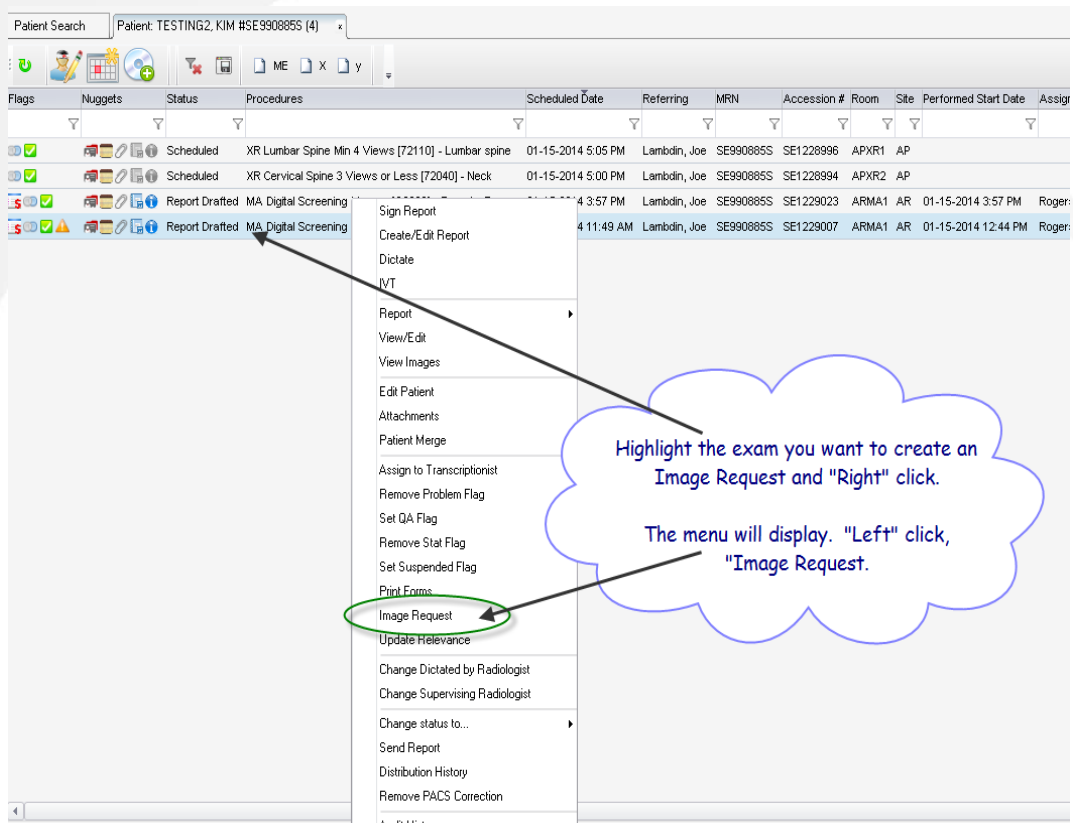 Patient Search Patient: TESTING2, KIM #SE990885S (4) x
ME X y
Flags Nuggets Status Procedures Scheduled Date Referring MRN Accession # Room Site Performed Start Date Assign
Scheduled XR Lumbar Spine Min 4 Views [72110] - Lumbar spine 01-15-2014 5:05 PM Lambdin, Joe SE990885S SE1228996 APXR1 AP
Scheduled XR Cervical Spine 3 Views or Less [72040] - Neck 01-15-2014 5:00 PM Lambdin, Joe SE990885S SE1228994 APXR2 AP
Report Drafted MA Digital Screening 4 3:57 PM Lambdin, Joe SE990885S SE1229023 ARMA1 AR 01-15-2014 3:57 PM Roger
Report Drafted MA Digital Screening 4 11:49 AM Lambdin, Joe SE990885S SE1229007 ARMA1 AR 01-15-2014 12:44 PM Roger
Sign Report
Create/Edit Report
Dictate
IVT
Report
View/Edit
View Images
Edit Patient
Attachments
Patient Merge
Assign to Transcriptionist
Remove Problem Flag
Set QA Flag
Remove Stat Flag
Set Suspended Flag
Print Forms
Image Request
Update Relevance
Change Dictated by Radiologist
Change Supervising Radiologist
Change status to...
Send Report
Distribution History
Remove PACS Correction
Highlight the exam you want to create an
Image Request and "Right" click.
The menu will display. "Left" click,
"Image Request.